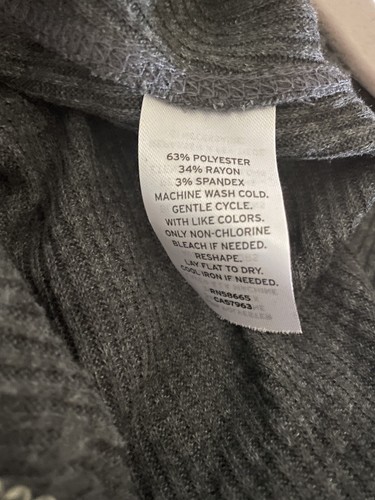 63% POLYESTER
34% RAYON
3% SPANDEX
MACHINE WASH COLD.
GENTLE CYCLE.
WITH LIKE COLORS.
ONLY NON-CHLORINE
BLEACH IF NEEDED.
RESHAPE.
LAY FLAT TO DRY.
COOL IRON IF NEEDED.
RN58665
CA57963